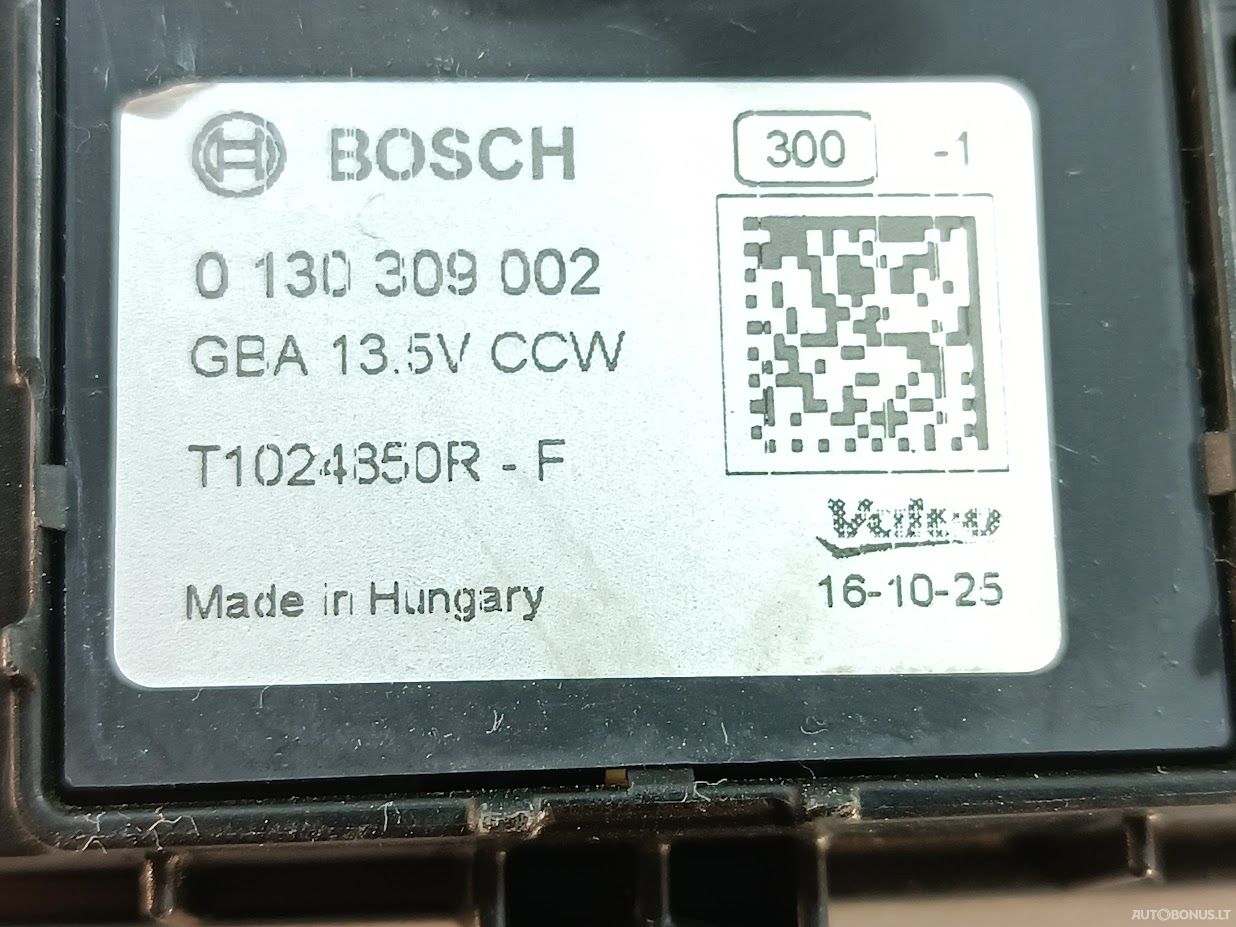 BOSCH
300 -1
0 130 309 002
GBA 13.5V CCW
T1024850R - F
Valeo
Made in Hungary
16-10-25
AUTOBONUS.LT